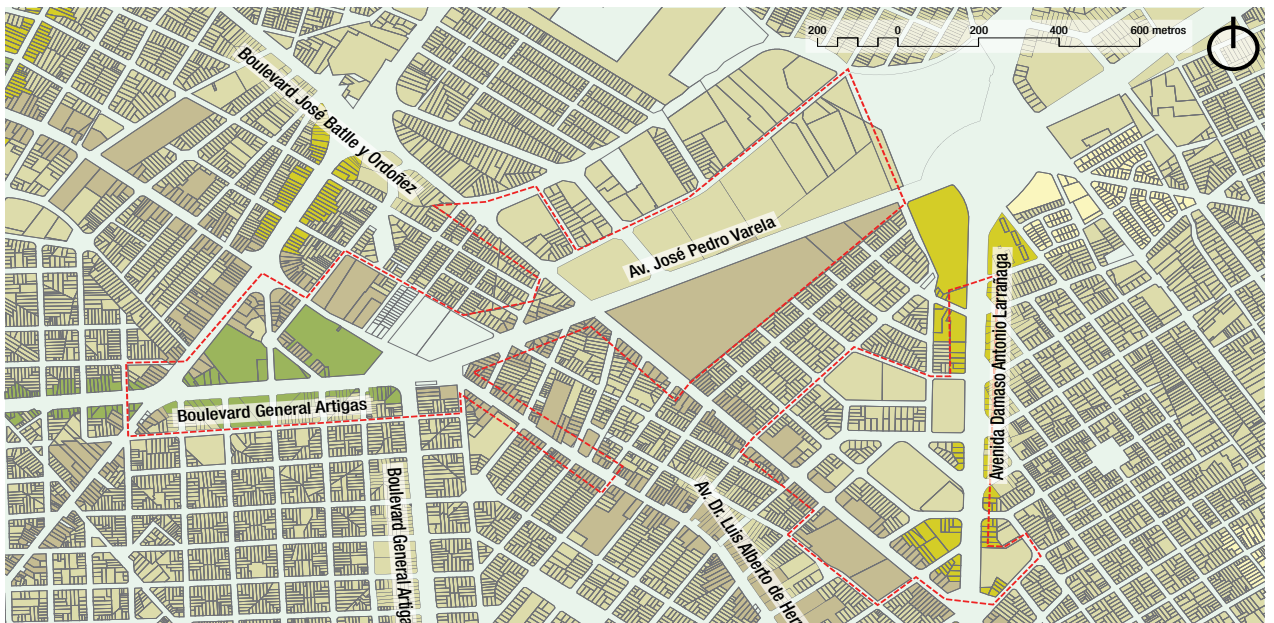 200 0 200 400 600 metros
Boulevard José Batlle y Ordoñez
Av. José Pedro Varela
Avenida Damaso Antonio Larrañaga
Boulevard General Artigas
Boulevard General Artiga
Av. Dr. Luis Alberto de Her